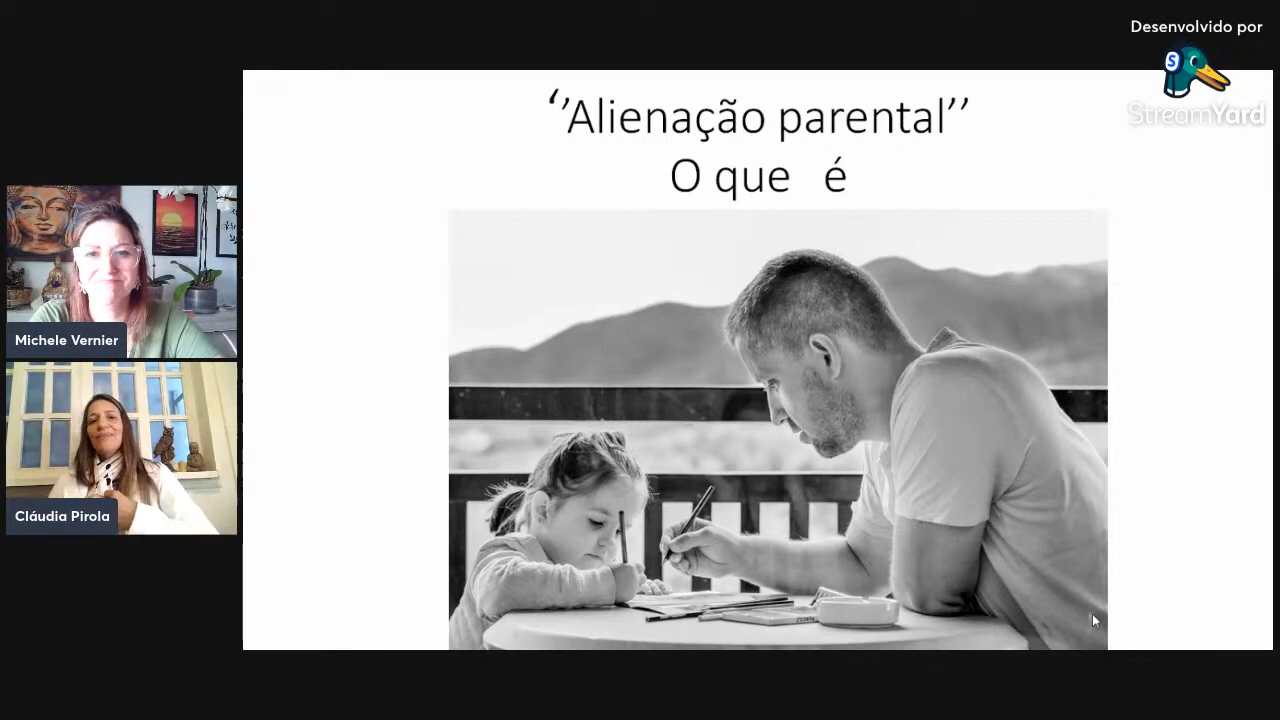 Desenvolvido por
StreamYard
‘’Alienação parental’’
O que é
Michele Vernier
Cláudia Pirola